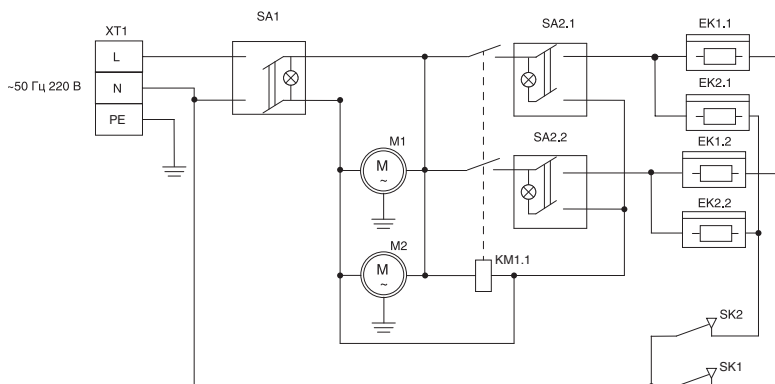 SA1
XT1
L
N
PE
~50 Гц 220 В
SA2.1
EK1.1
EK2.1
M1
M
~
SA2.2
EK1.2
EK2.2
M2
M
~
KM1.1
SK2
SK1